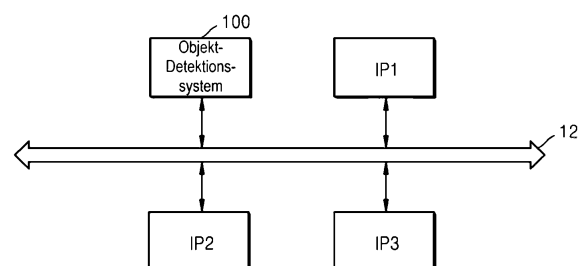 100
Objekt-
Detektions-
system
IP1
12
IP2
IP3